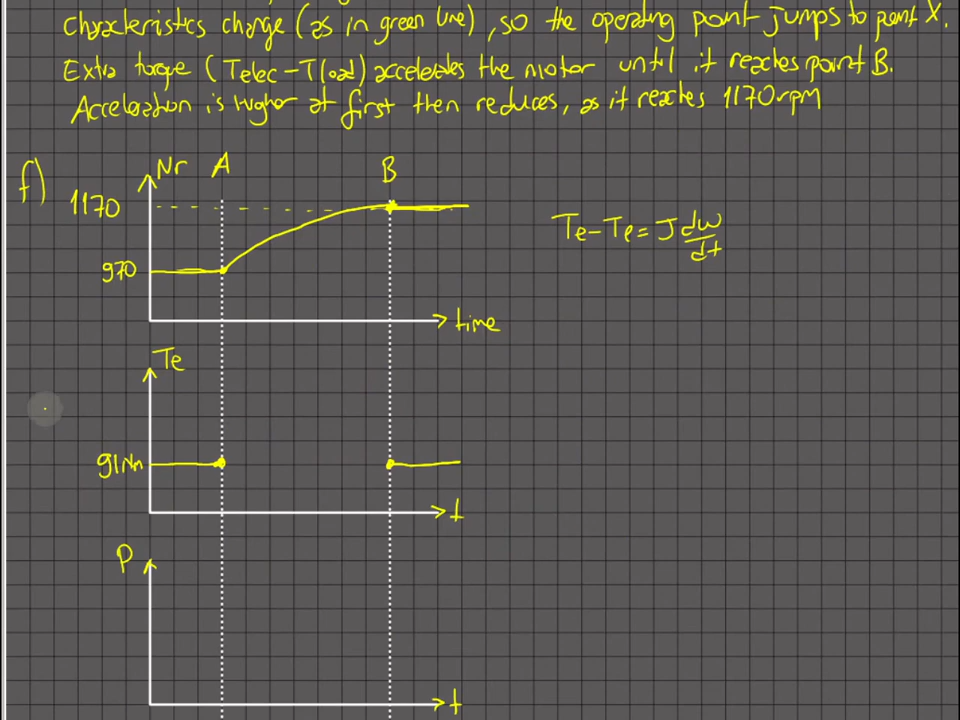 characteristics change (as in green line), so the operating point jumps to point X.
Extra torque (Telec-Tload) accelerates the motor until it reaches point B.
Acceleration is higher at first then reduces, as it reaches 1170rpm
f)
Nr A B
1170
Te-Tl=J dw/dt
970
time
Te
91Nm
t
P
t